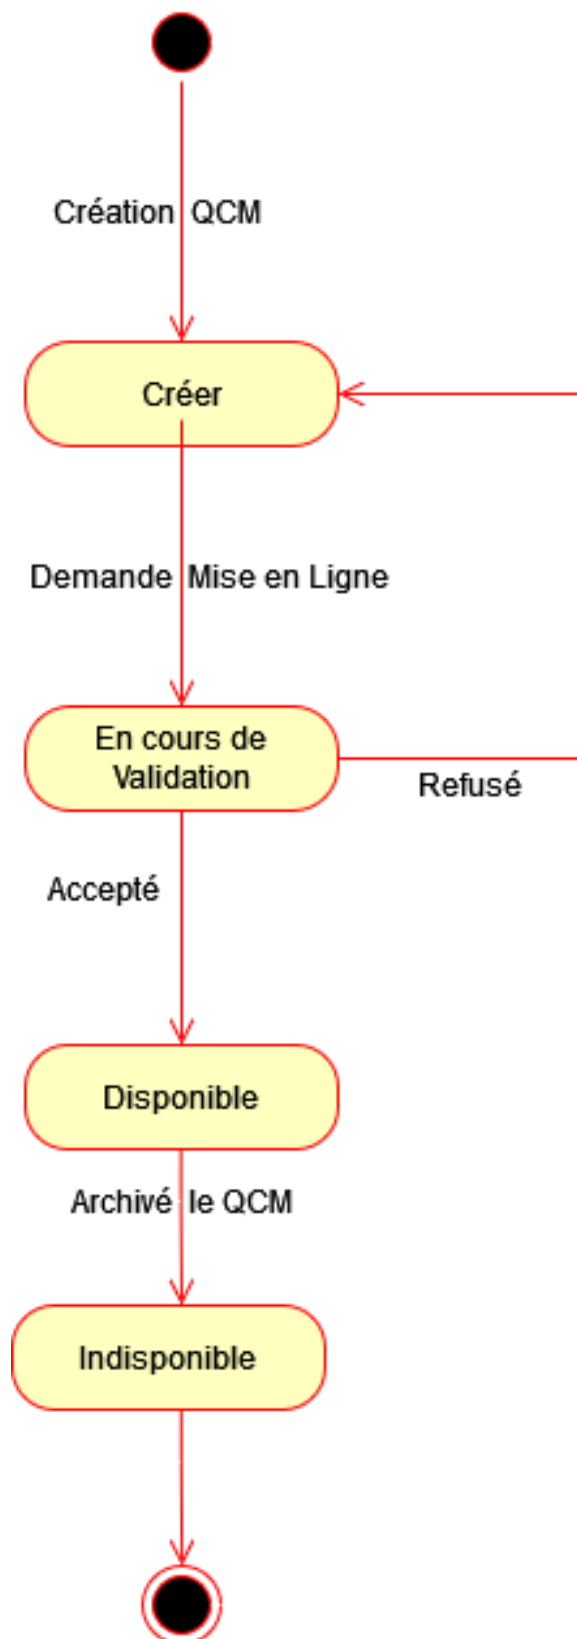 Création QCM
Créer
Demande Mise en Ligne
En cours de
Validation
Refusé
Accepté
Disponible
Archivé le QCM
Indisponible